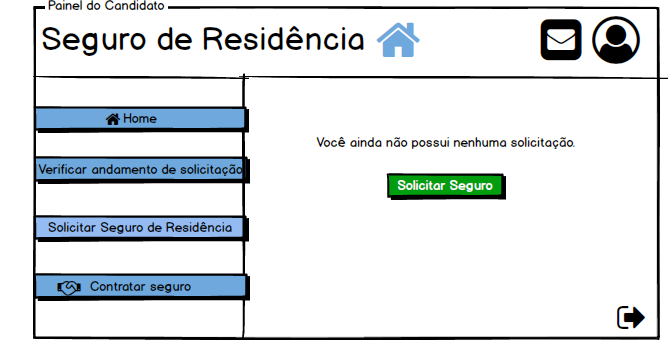 Painel do Candidato
Seguro de Residência
Home
Verificar andamento de solicitação
Solicitar Seguro de Residência
Contratar seguro
Você ainda não possui nenhuma solicitação.
Solicitar Seguro